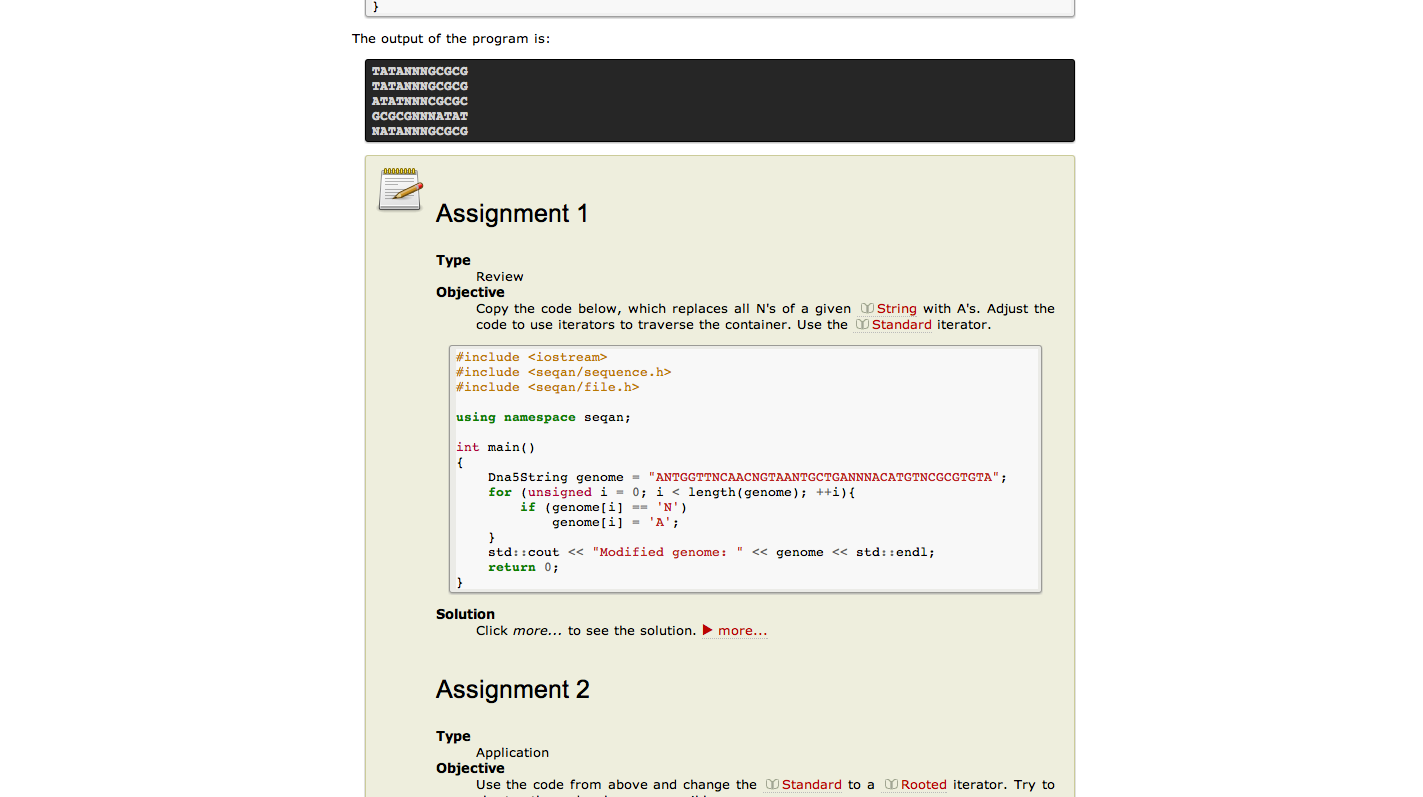 }
The output of the program is:
TATANNNGCGCG
TATANNNGCGCG
ATATNNNCGCGC
GCGCGNNNATAT
NATANNNGCGCG
Assignment 1
Type
Review
Objective
Copy the code below, which replaces all N's of a given String with A's. Adjust the
code to use iterators to traverse the container. Use the Standard iterator.
#include <iostream>
#include <seqan/sequence.h>
#include <seqan/file.h>
using namespace seqan;
int main()
{
Dna5String genome = "ANTGGTTNCAACNGTAANTGCTGANNNACATGTNCGCGTGTA";
for (unsigned i = 0; i < length(genome); ++i){
if (genome[i] == 'N')
genome[i] = 'A';
}
std::cout << "Modified genome: " << genome << std::endl;
return 0;
}
Solution
Click more... to see the solution. ▶ more...
Assignment 2
Type
Application
Objective
Use the code from above and change the Standard to a Rooted iterator. Try to